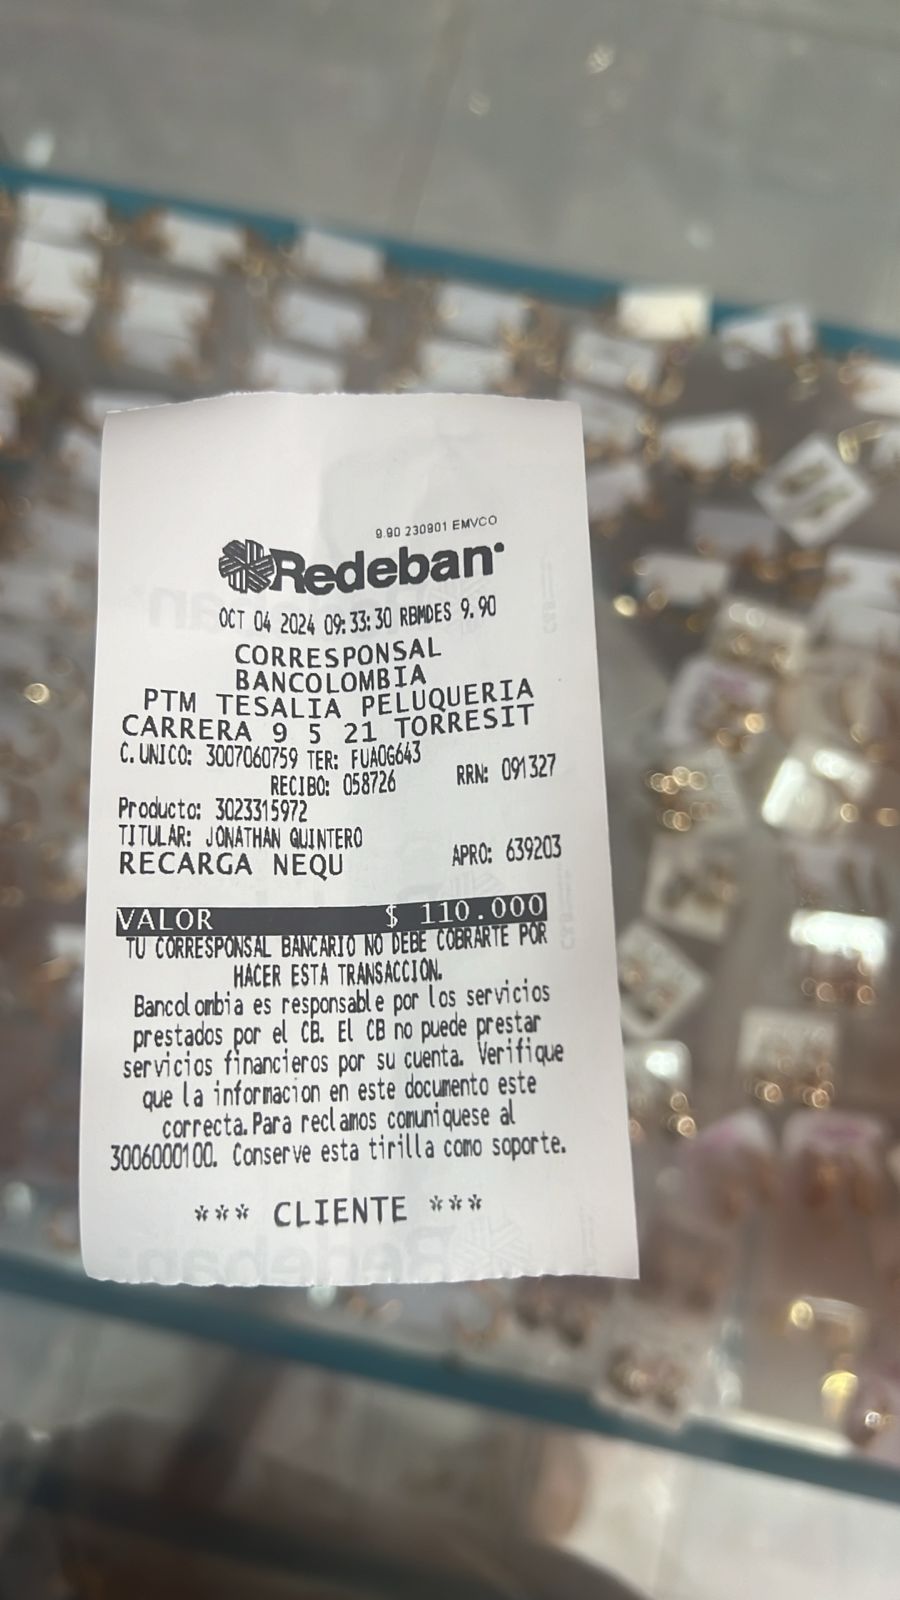 9.90 230901 EMVCO
Redeban
OCT 04 2024 09:33:30 RBMDES 9.90
CORRESPONSAL
BANCOLOMBIA
PTM TESALIA PELUQUERIA
CARRERA 9 5 21 TORRESIT
C.UNICO: 3007060759 TER: FUAOG643
RECIBO: 058726 RRN: 091327
Producto: 3023315972
TITULAR: JONATHAN QUINTERO
RECARGA NEQU APRO: 639203
VALOR $ 110.000
TU CORRESPONSAL BANCARIO NO DEBE COBRARTE POR
HACER ESTA TRANSACCION.
Bancolombia es responsable por los servicios
prestados por el CB. El CB no puede prestar
servicios financieros por su cuenta. Verifique
que la informacion en este documento este
correcta.Para reclamos comuniquese al
3006000100. Conserve esta tirilla como soporte.
*** CLIENTE ***